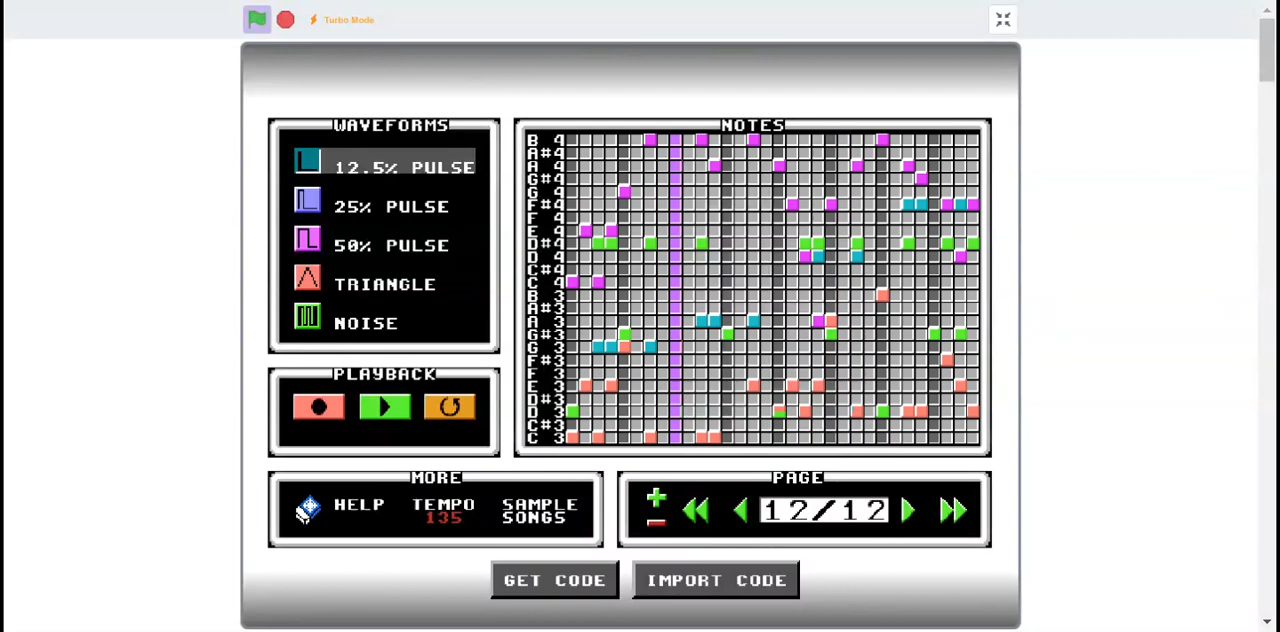 Turbo Mode
WAVEFORMS
12.5% PULSE
25% PULSE
50% PULSE
TRIANGLE
NOISE
PLAYBACK
NOTES
B 4
A#4
A 4
G#4
G 4
F#4
F 4
E 4
D#4
D 4
C#4
C 4
B 3
A#3
A 3
G#3
G 3
F#3
F 3
E 3
D#3
D 3
C#3
C 3
MORE
HELP
TEMPO
135
SAMPLE
SONGS
PAGE
12/12
GET CODE
IMPORT CODE